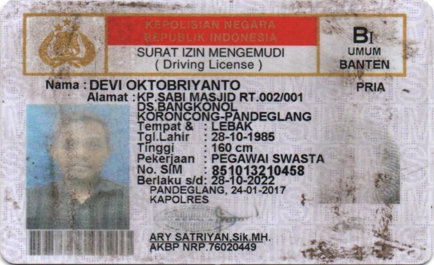 KEPOLISIAN NEGARA
REPUBLIK INDONESIA
SURAT IZIN MENGEMUDI
( Driving License )
BI
UMUM
BANTEN
Nama : DEVI OKTOBRIYANTO
PRIA
Alamat : KP.SABI MASJID RT.002/001
DS.BANGKONOL
KORONCONG-PANDEGLANG
Tempat & : LEBAK
Tgl.Lahir : 28-10-1985
Tinggi : 160 cm
Pekerjaan : PEGAWAI SWASTA
No. SIM : 851013210458
Berlaku s/d : 28-10-2022
PANDEGLANG, 24-01-2017
KAPOLRES
ARY SATRIYAN,Sik.MH.
AKBP NRP.76020449